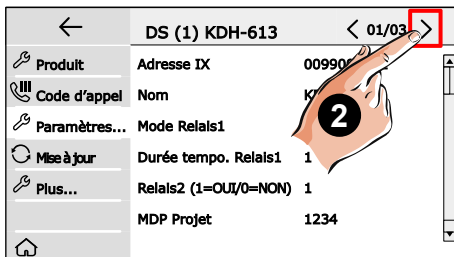 DS (1) KDH-613
01/03
Produit
Code d'appel
Paramètres...
Mise à jour
Plus...
Adresse IX
Nom
Mode Relais1
Durée tempo. Relais1 1
Relais2 (1=OUI/0=NON) 1
MDP Projet 1234
2